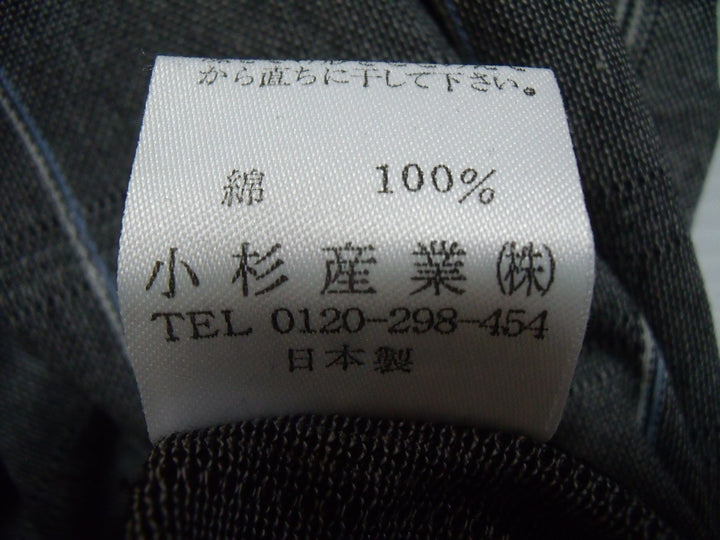 から直ちに干して下さい。
綿 100%
小杉産業(株)
TEL 0120-298-454
日本製